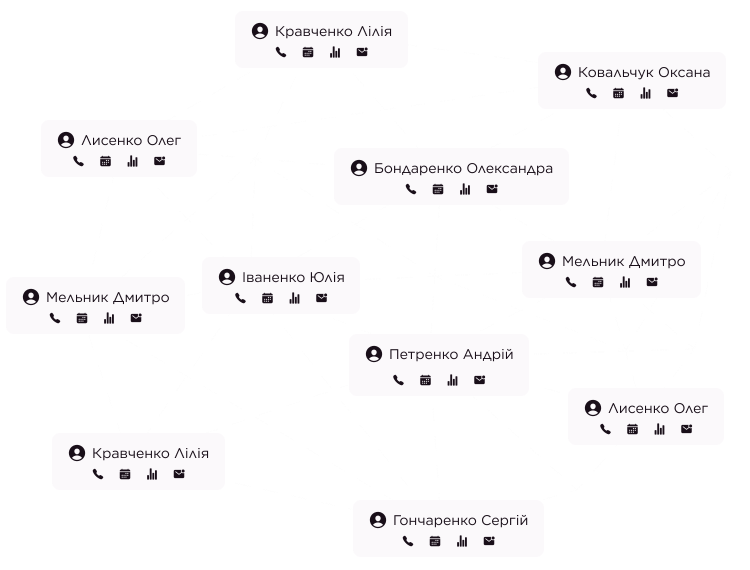 Кравченко Лілія
Ковальчук Оксана
Лисенко Олег
Бондаренко Олександра
Мельник Дмитро
Іваненко Юлія
Мельник Дмитро
Петренко Андрій
Лисенко Олег
Кравченко Лілія
Гончаренко Сергій